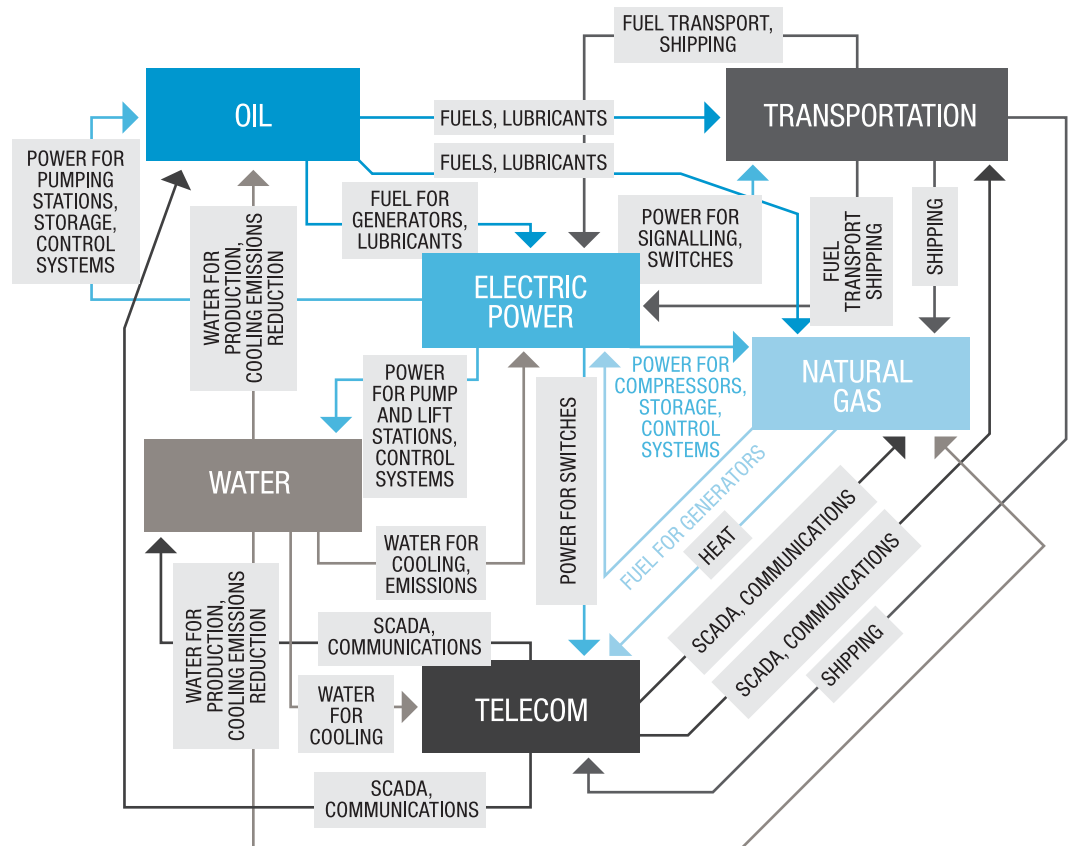 FUEL TRANSPORT,
SHIPPING
OIL
TRANSPORTATION
FUELS, LUBRICANTS
FUELS, LUBRICANTS
POWER FOR
PUMPING
STATIONS,
STORAGE,
CONTROL
SYSTEMS
FUEL FOR
GENERATORS,
LUBRICANTS
POWER FOR
SIGNALLING,
SWITCHES
FUEL
TRANSPORT
SHIPPING
SHIPPING
WATER FOR
PRODUCTION,
COOLING EMISSIONS
REDUCTION
ELECTRIC
POWER
NATURAL
GAS
POWER
FOR PUMP
AND LIFT
STATIONS,
CONTROL
SYSTEMS
POWER FOR
COMPRESSORS,
STORAGE,
CONTROL
SYSTEMS
POWER FOR SWITCHES
WATER
FUEL FOR GENERATORS
HEAT
SCADA, COMMUNICATIONS
SCADA, COMMUNICATIONS
SHIPPING
WATER FOR
COOLING,
EMISSIONS
WATER FOR
PRODUCTION,
COOLING EMISSIONS
REDUCTION
SCADA,
COMMUNICATIONS
WATER
FOR
COOLING
TELECOM
SCADA,
COMMUNICATIONS